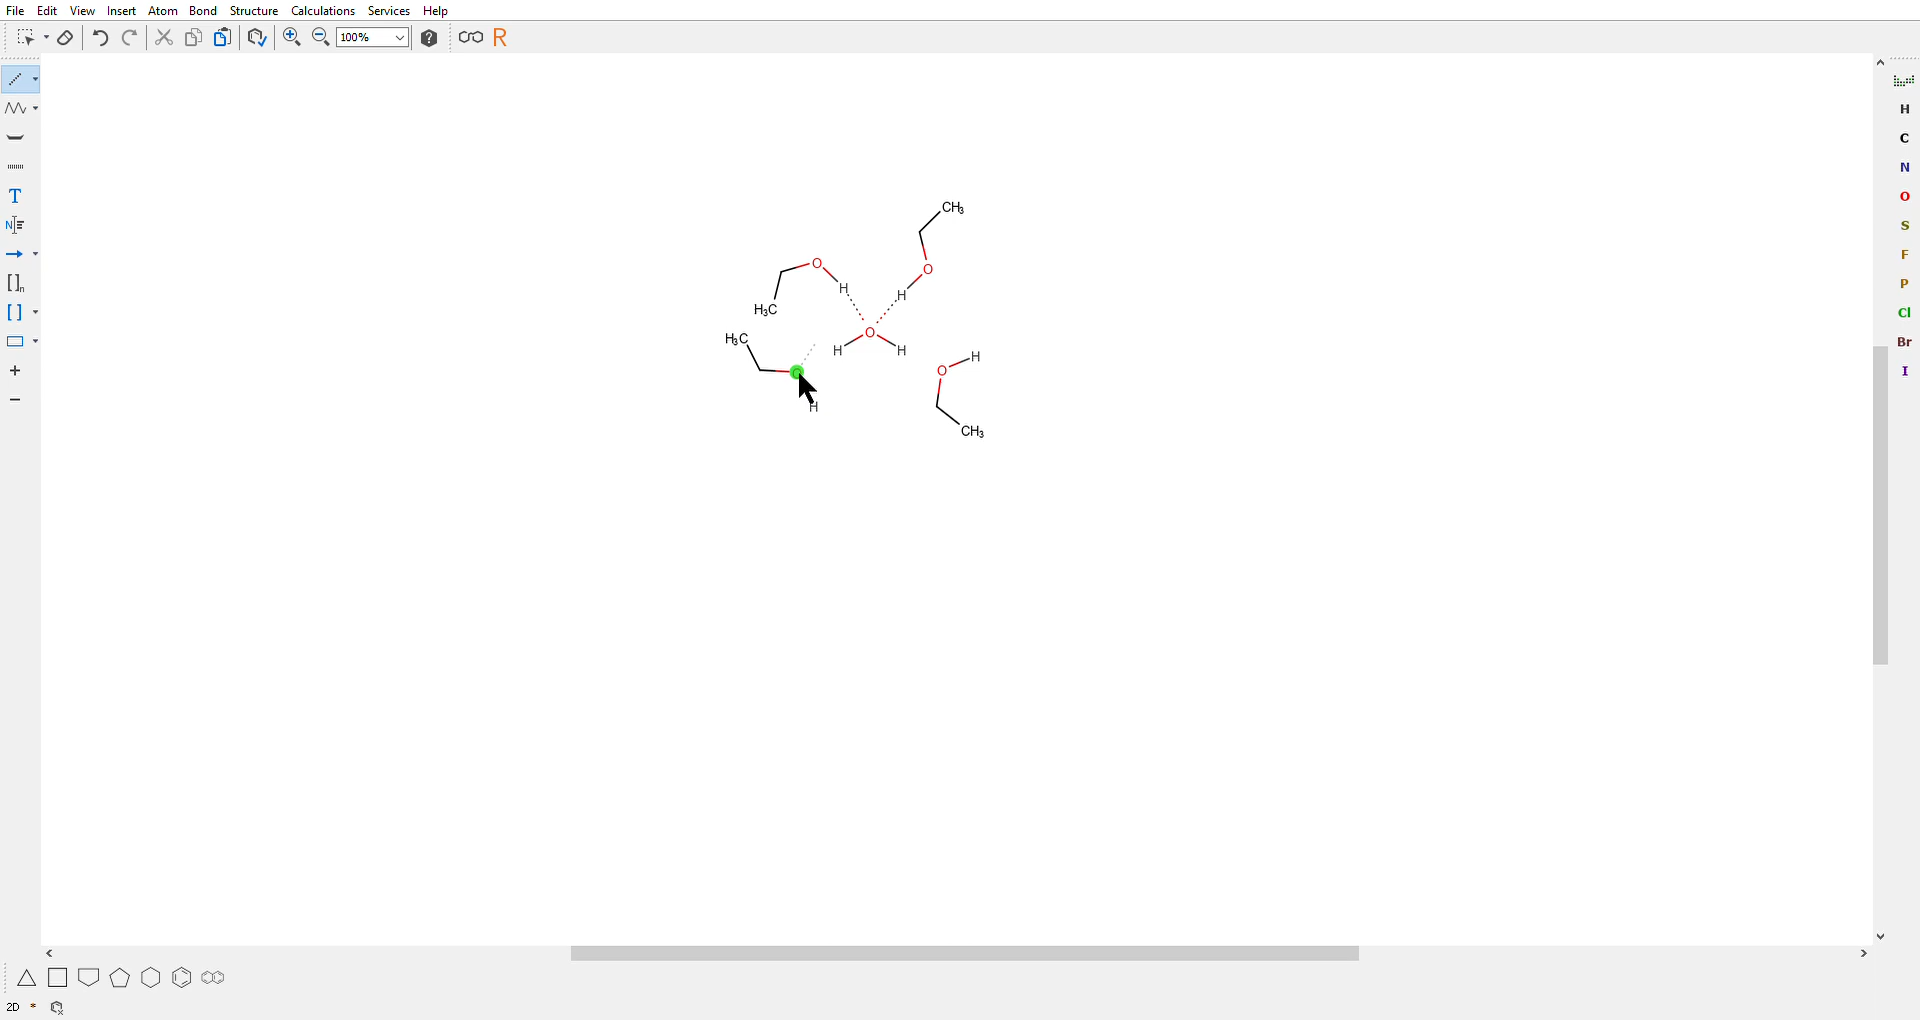 File Edit View Insert Atom Bond Structure Calculations Services Help
100% ? R
T
N
[]n
[ ]
H
C
N
O
S
F
P
Cl
Br
I
CH₃
O O
H H
H₃C
O
H₃C H H
O H
O
H
CH₃
2D *